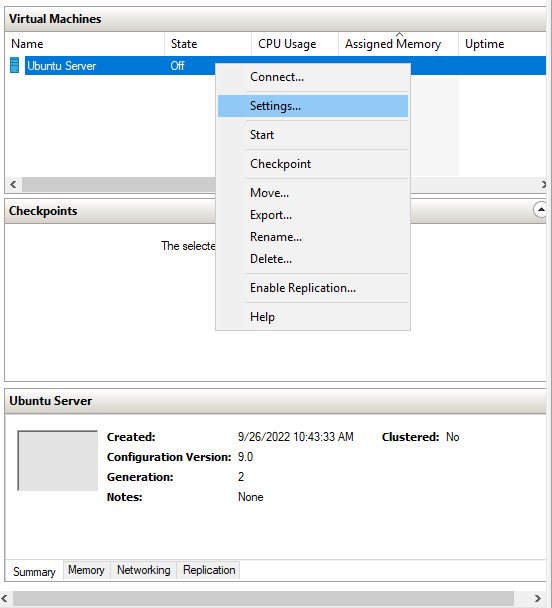 Virtual Machines
Name State CPU Usage Assigned Memory Uptime
Ubuntu Server Off
Connect...
Settings...
Start
Checkpoint
Move...
Export...
Rename...
Delete...
Enable Replication...
Help
Checkpoints
The selecte
Ubuntu Server
Created: 9/26/2022 10:43:33 AM Clustered: No
Configuration Version: 9.0
Generation: 2
Notes: None
Summary Memory Networking Replication